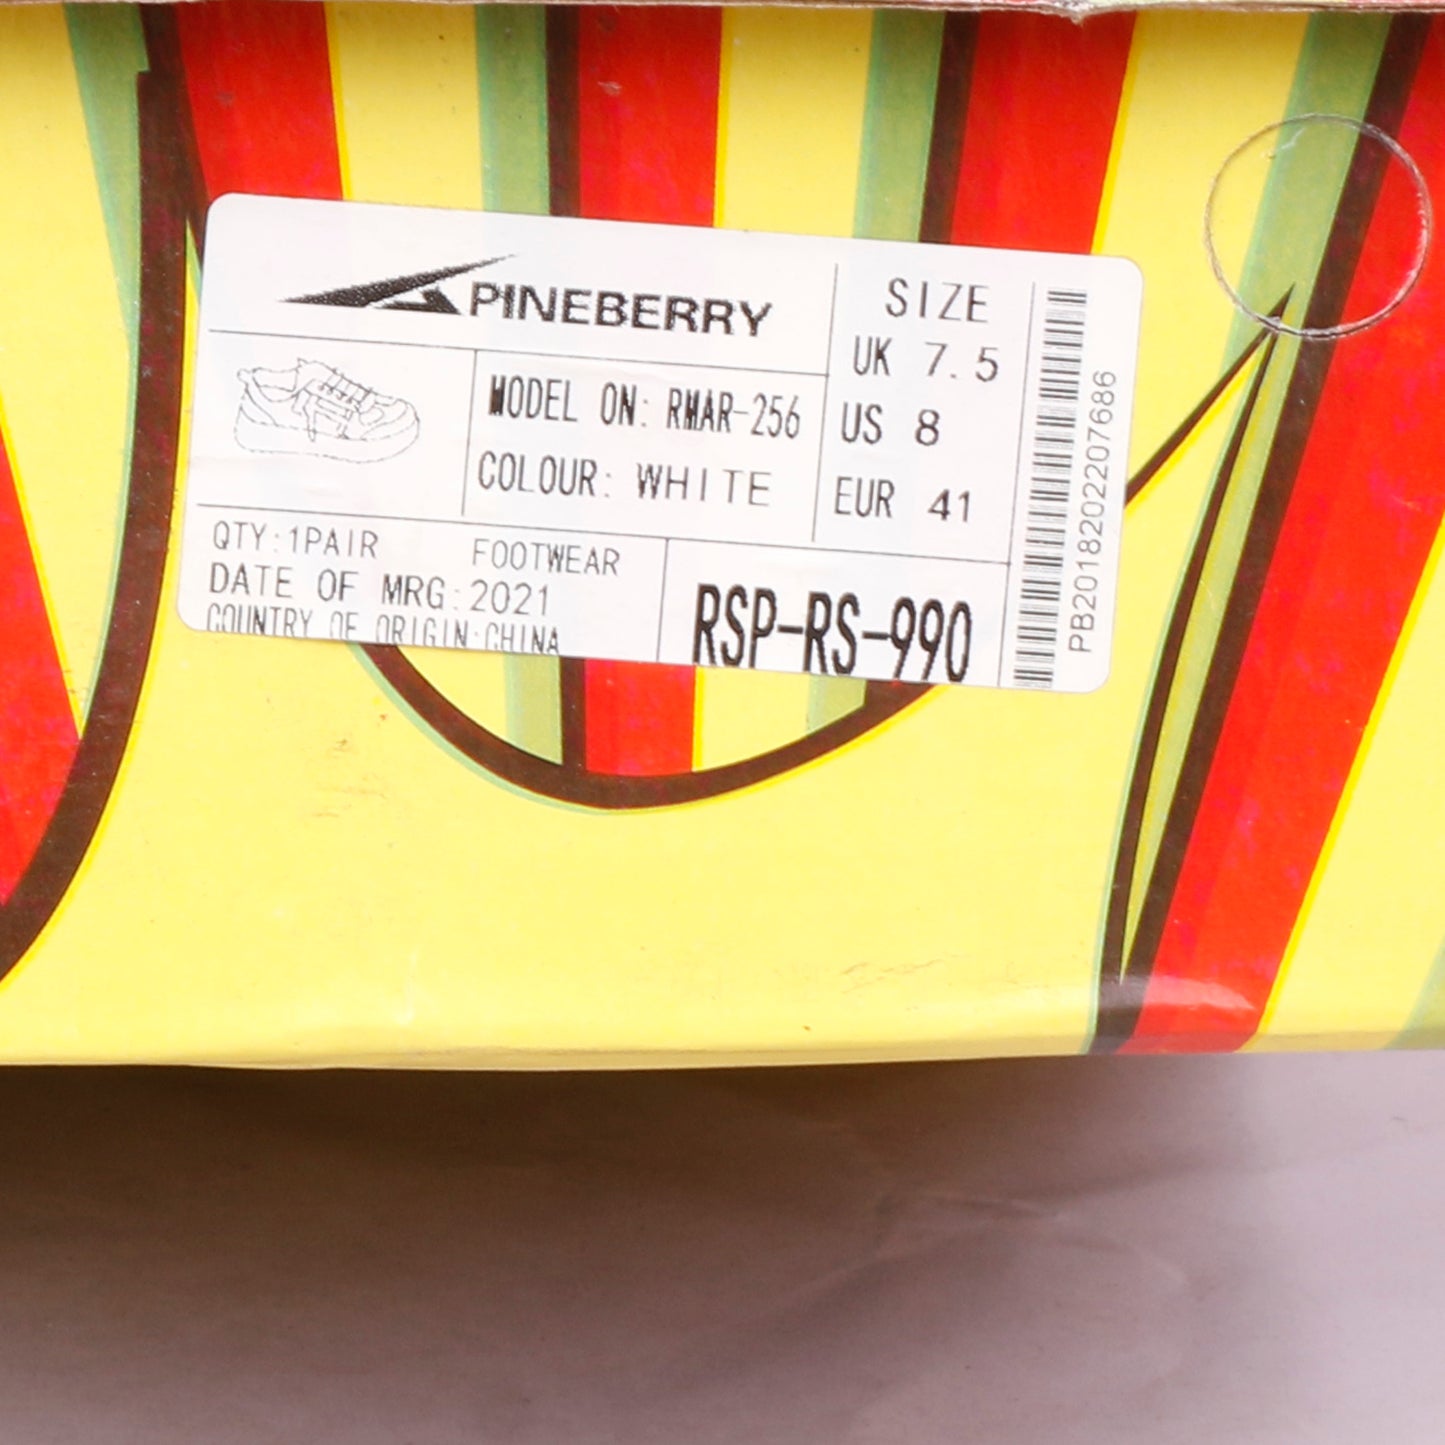 PINEBERRY
MODEL ON: RMAR-256
COLOUR: WHITE
SIZE
UK 7.5
US 8
EUR 41
QTY:1PAIR FOOTWEAR
DATE OF MRG:2021
COUNTRY OF ORIGIN:CHINA
RSP-RS-990
PB2018202207686